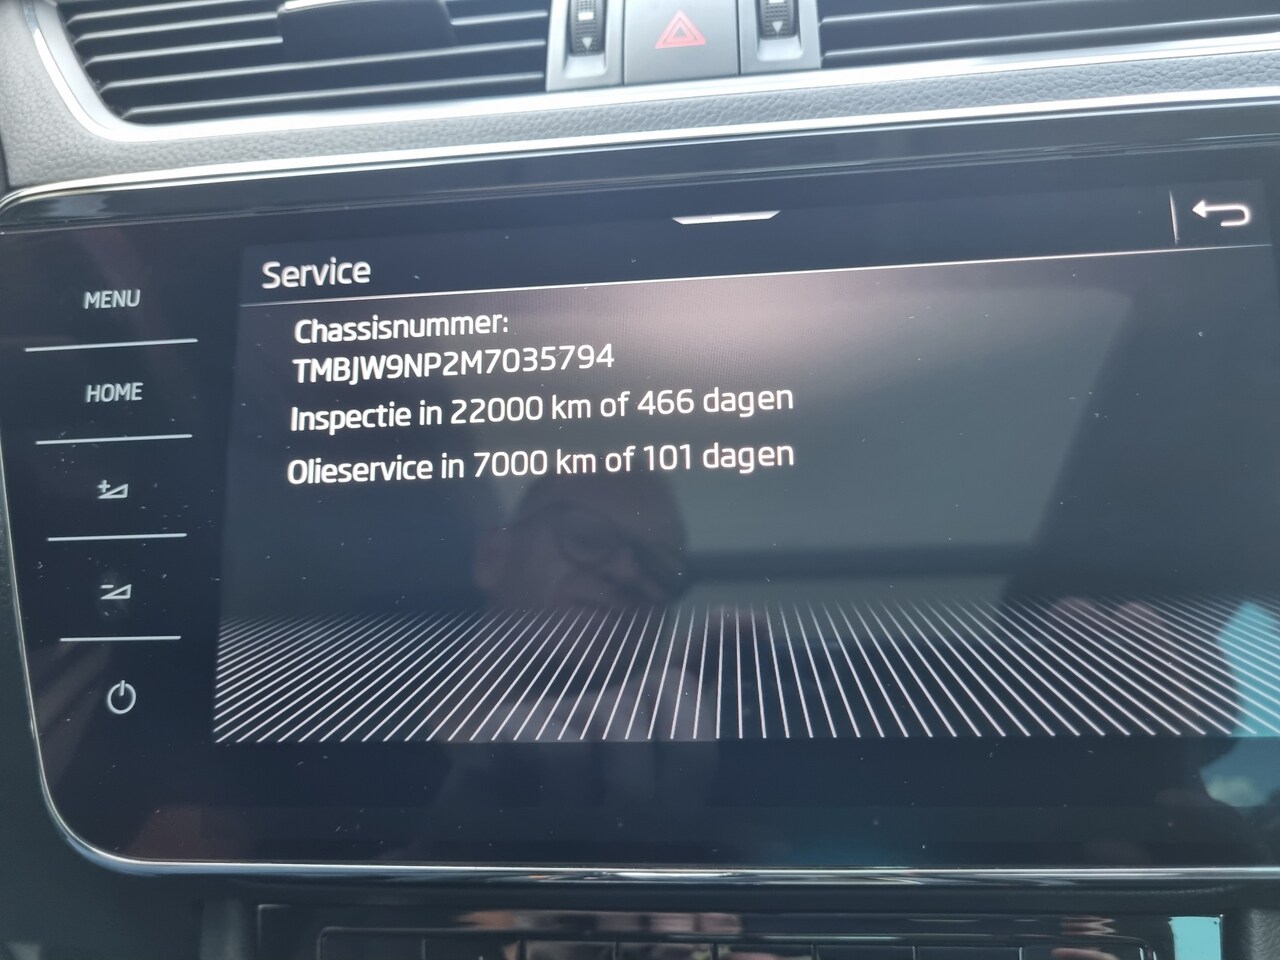 Service
MENU
HOME
Chassisnummer:
TMBJW9NP2M7035794
Inspectie in 22000 km of 466 dagen
Olieservice in 7000 km of 101 dagen